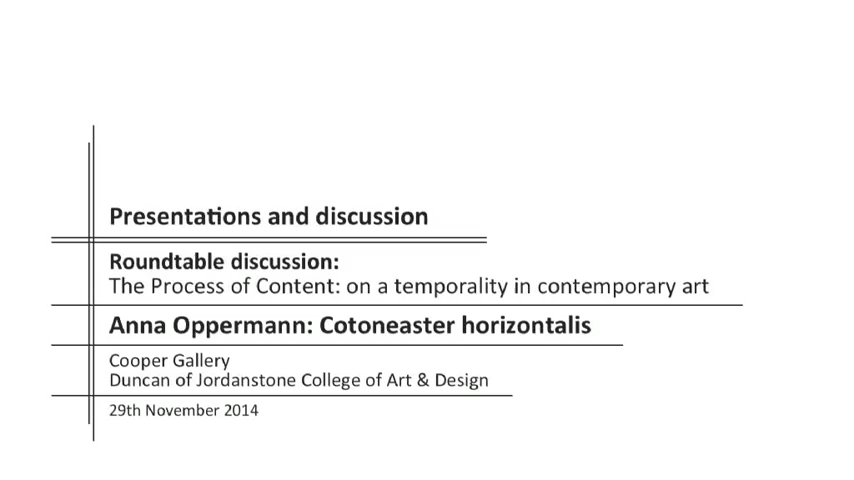 Presentations and discussion
Roundtable discussion:
The Process of Content: on a temporality in contemporary art
Anna Oppermann: Cotoneaster horizontalis
Cooper Gallery
Duncan of Jordanstone College of Art & Design
29th November 2014